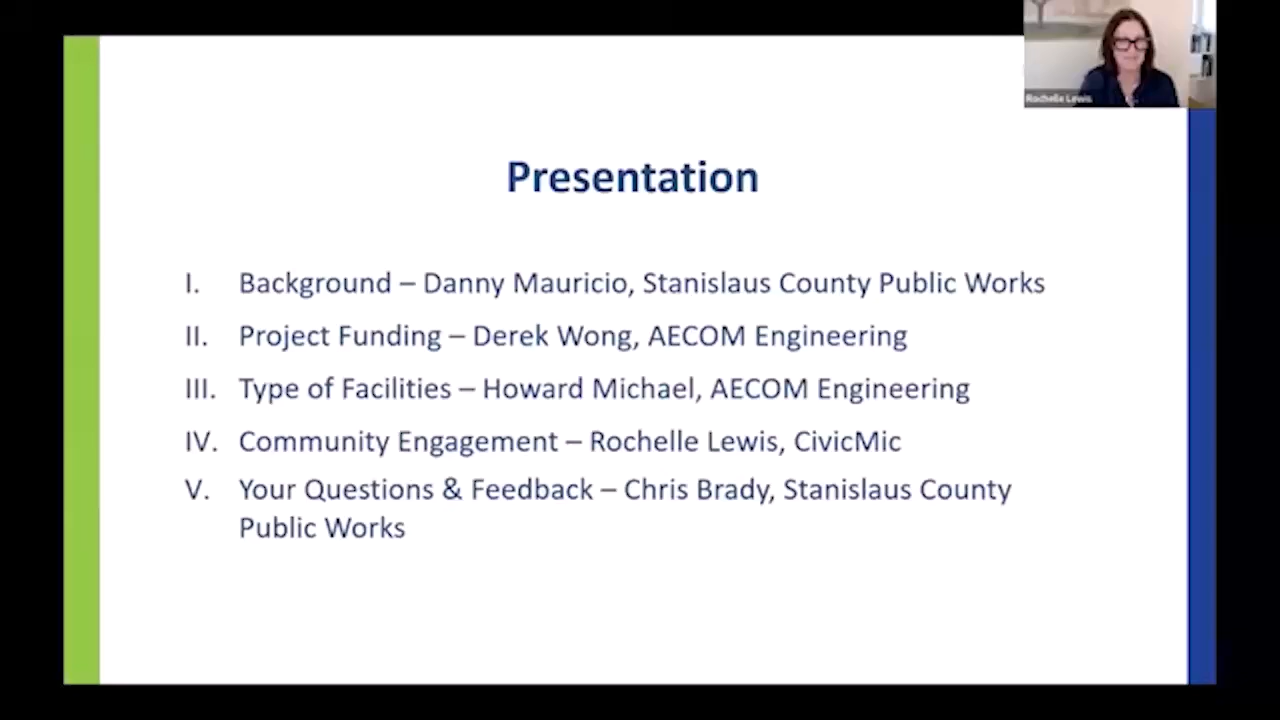 Rochelle Lewis
Presentation
I. Background – Danny Mauricio, Stanislaus County Public Works
II. Project Funding – Derek Wong, AECOM Engineering
III. Type of Facilities – Howard Michael, AECOM Engineering
IV. Community Engagement – Rochelle Lewis, CivicMic
V. Your Questions & Feedback – Chris Brady, Stanislaus County
Public Works